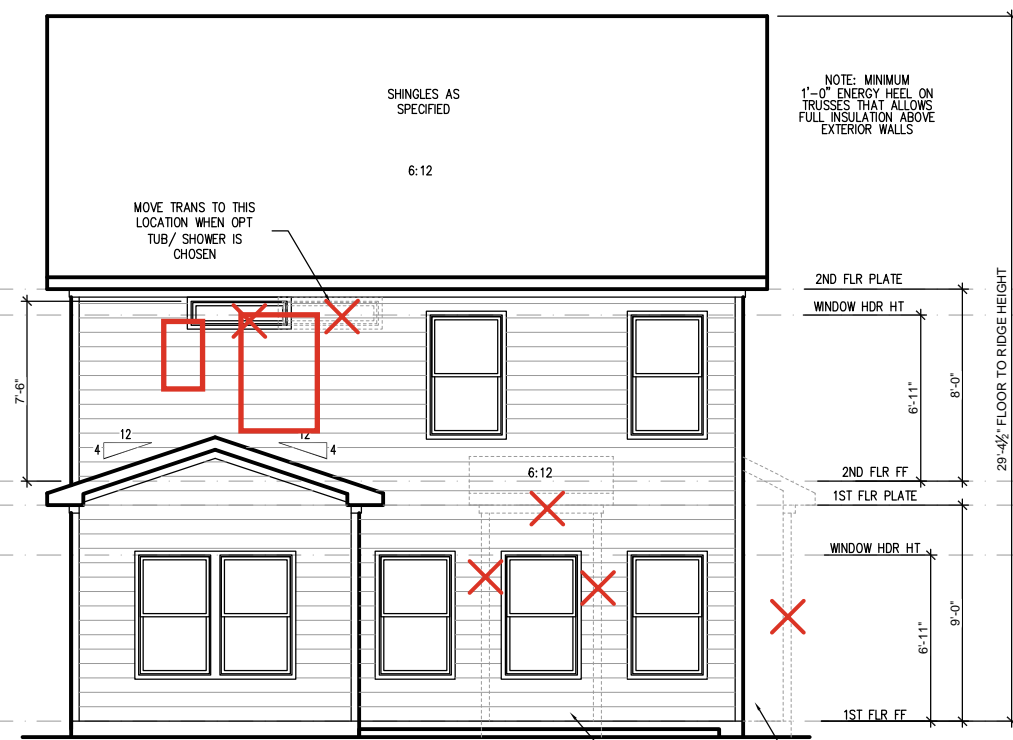 SHINGLES AS
SPECIFIED
6:12
NOTE: MINIMUM
1'-0" ENERGY HEEL ON
TRUSSES THAT ALLOWS
FULL INSULATION ABOVE
EXTERIOR WALLS
MOVE TRANS TO THIS
LOCATION WHEN OPT
TUB/ SHOWER IS
CHOSEN
2ND FLR PLATE
WINDOW HDR HT
7'-6"
6'-11"
8'-0"
29'-4½" FLOOR TO RIDGE HEIGHT
12
4
12
4
6:12
2ND FLR FF
1ST FLR PLATE
WINDOW HDR HT
6'-11"
9'-0"
1ST FLR FF